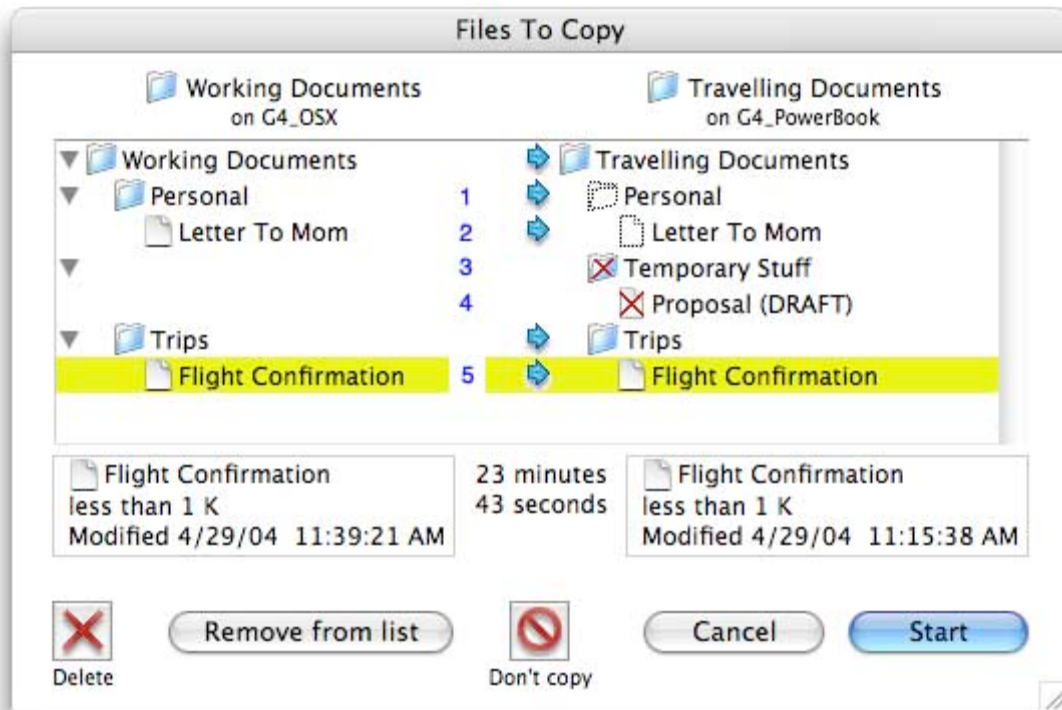 Files To Copy
Working Documents Travelling Documents
on G4_OSX on G4_PowerBook
Working Documents Travelling Documents
Personal 1 Personal
Letter To Mom 2 Letter To Mom
3 Temporary Stuff
4 Proposal (DRAFT)
Trips Trips
Flight Confirmation 5 Flight Confirmation
Flight Confirmation 23 minutes Flight Confirmation
less than 1 K 43 seconds less than 1 K
Modified 4/29/04 11:39:21 AM Modified 4/29/04 11:15:38 AM
Remove from list Cancel Start
Delete Don't copy